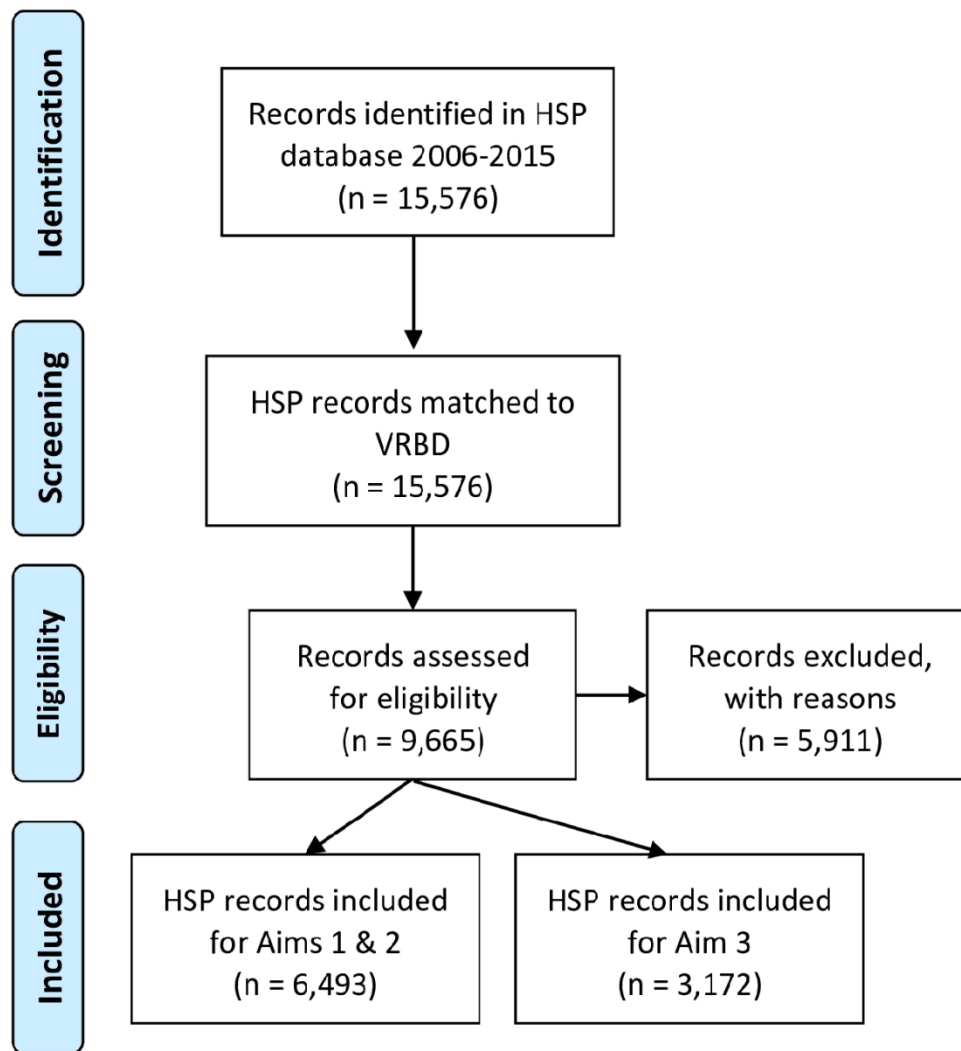 Identification
Records identified in HSP
database 2006-2015
(n = 15,576)
Screening
HSP records matched to
VRBD
(n = 15,576)
Eligibility
Records assessed
for eligibility
(n = 9,665)
Records excluded,
with reasons
(n = 5,911)
Included
HSP records included
for Aims 1 & 2
(n = 6,493)
HSP records included
for Aim 3
(n = 3,172)